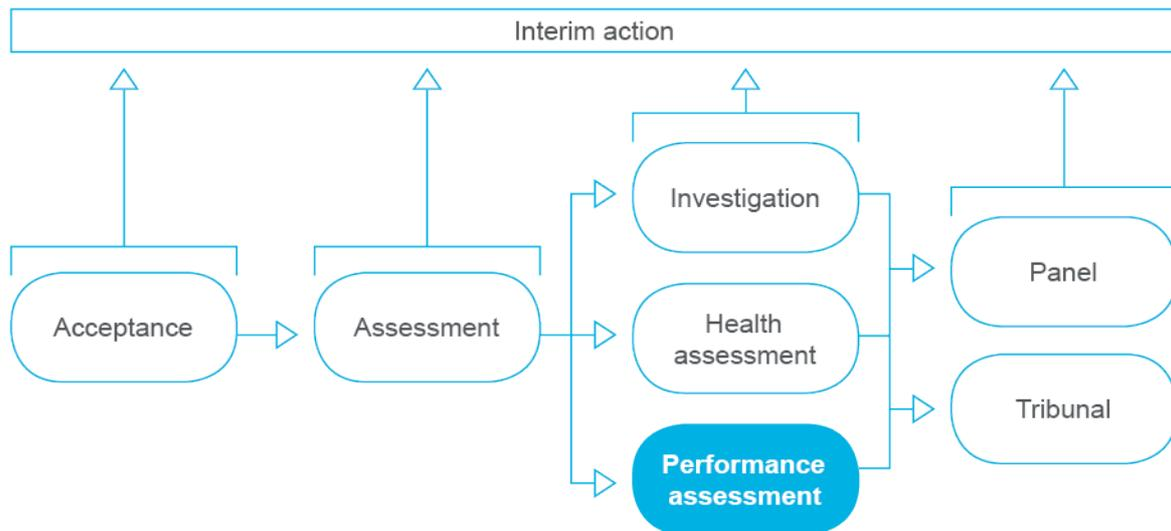 Interim action
Acceptance
Assessment
Investigation
Health
assessment
Performance
assessment
Panel
Tribunal